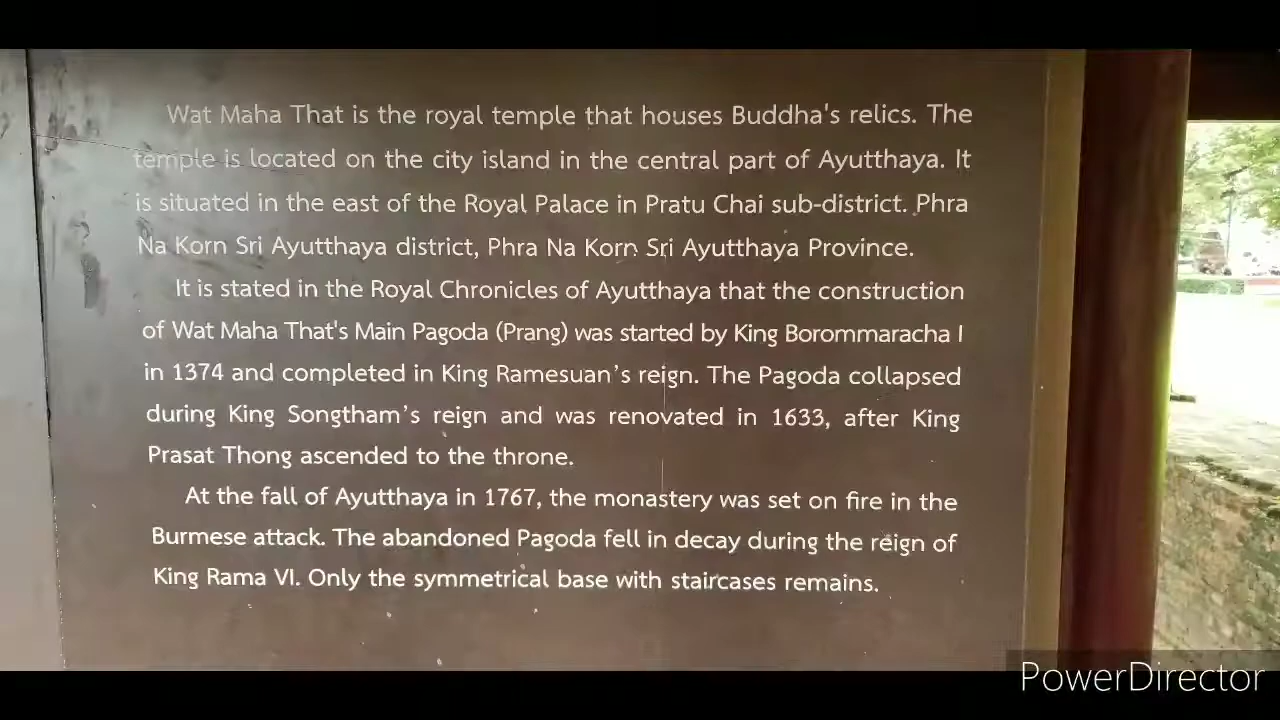 Wat Maha That is the royal temple that houses Buddha's relics. The
temple is located on the city island in the central part of Ayutthaya. It
is situated in the east of the Royal Palace in Pratu Chai sub-district. Phra
Na Korn Sri Ayutthaya district, Phra Na Korn Sri Ayutthaya Province.
It is stated in the Royal Chronicles of Ayutthaya that the construction
of Wat Maha That's Main Pagoda (Prang) was started by King Borommaracha I
in 1374 and completed in King Ramesuan's reign. The Pagoda collapsed
during King Songtham's reign and was renovated in 1633, after King
Prasat Thong ascended to the throne.
At the fall of Ayutthaya in 1767, the monastery was set on fire in the
Burmese attack. The abandoned Pagoda fell in decay during the reign of
King Rama VI. Only the symmetrical base with staircases remains.
PowerDirector